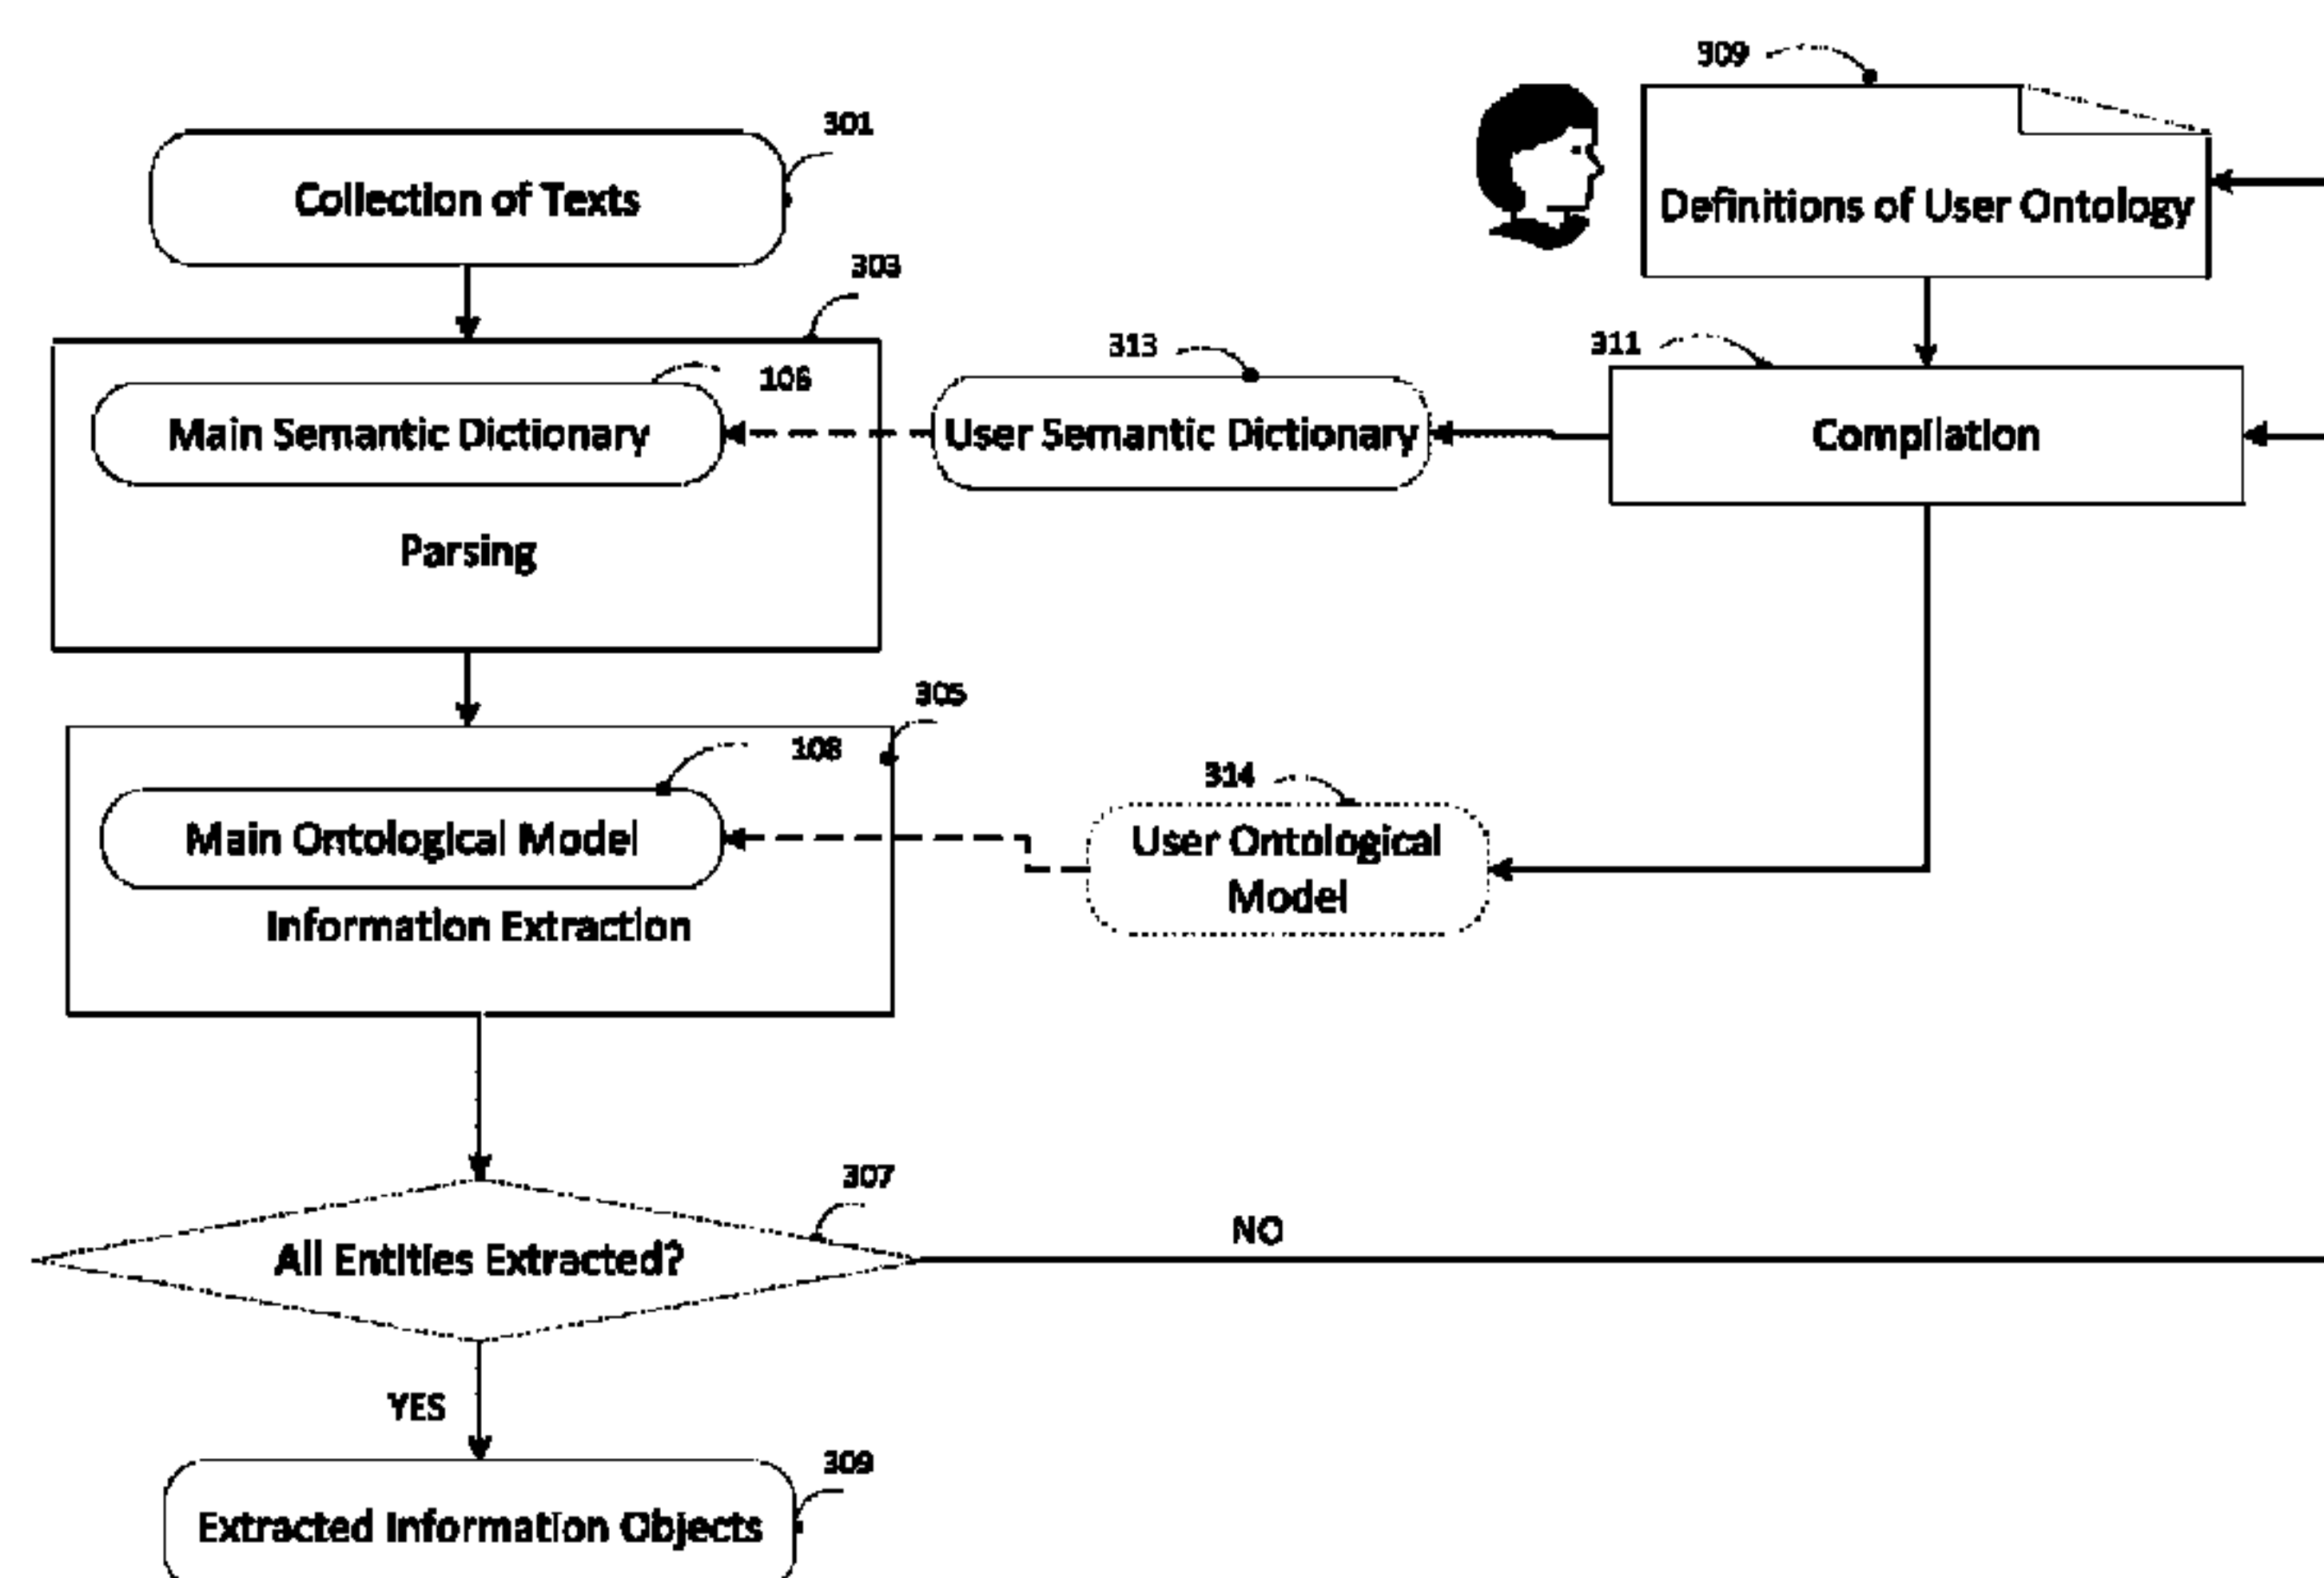 309
301
Collection of Texts
Definitions of User Ontology
303
313
311
106
Main Semantic Dictionary
User Semantic Dictionary
Compilation
Parsing
305
108
314
Main Ontological Model
User Ontological
Model
Information Extraction
307
NO
All Entities Extracted?
YES
309
Extracted Information Objects